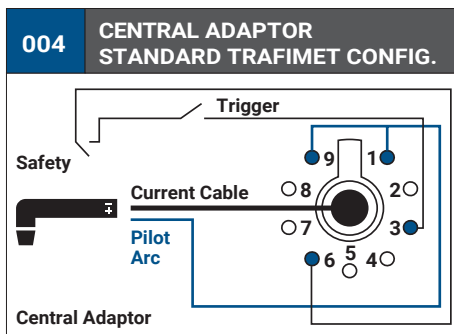 004
CENTRAL ADAPTOR
STANDARD TRAFIMET CONFIG.
Trigger
Safety
9 1
8 2
Current Cable
7 3
Pilot
Arc
6 5 4
Central Adaptor